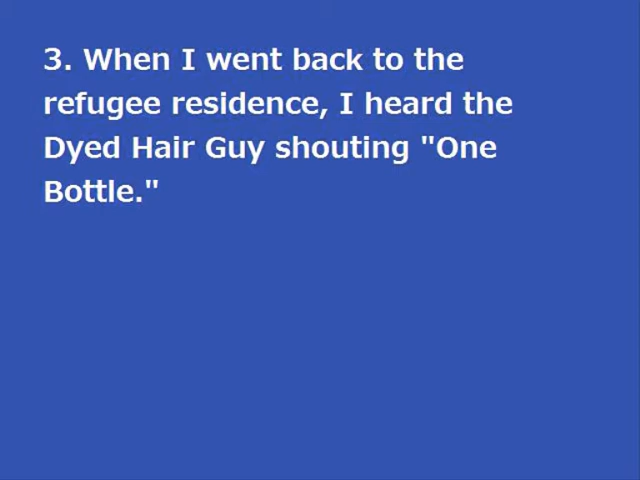 3. When I went back to the
refugee residence, I heard the
Dyed Hair Guy shouting "One
Bottle."